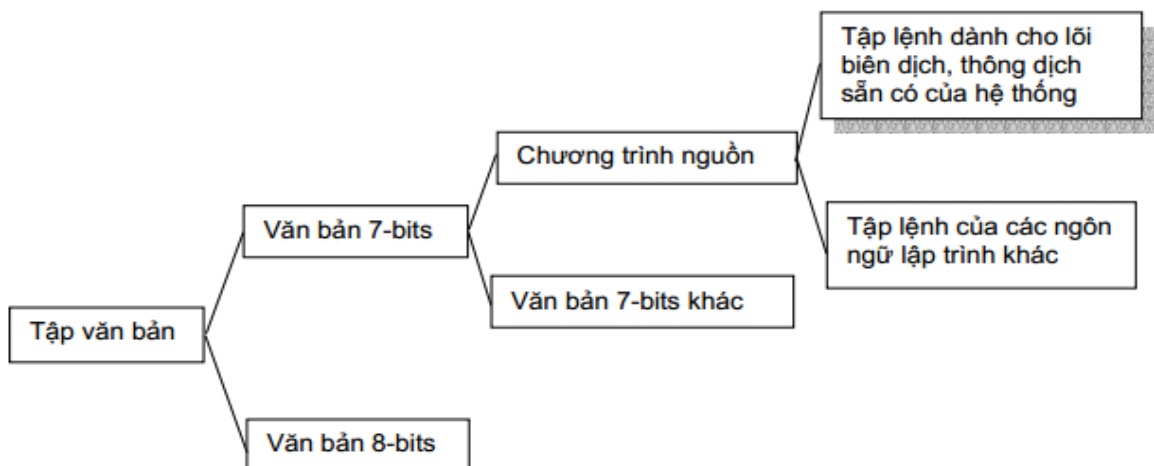 Tập lệnh dành cho lõi
biên dịch, thông dịch
sẵn có của hệ thống
Chương trình nguồn
Văn bản 7-bits
Tập lệnh của các ngôn
ngữ lập trình khác
Văn bản 7-bits khác
Tập văn bản
Văn bản 8-bits